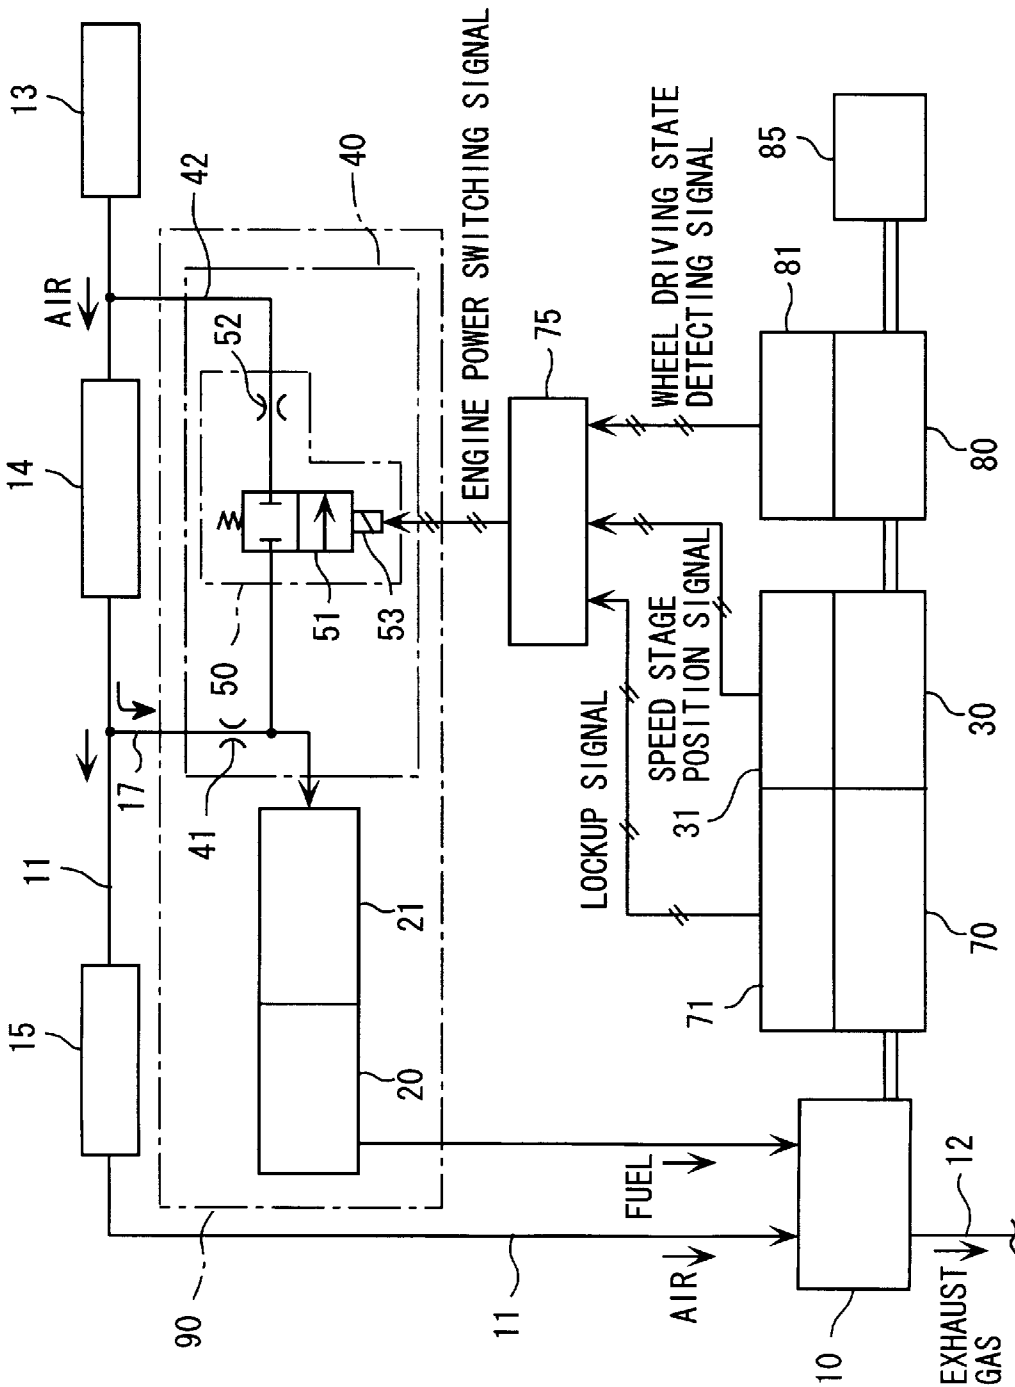 13
14
11
15
AIR
42
40
52
17
41
50
51
53
21
20
90
ENGINE POWER SWITCHING SIGNAL
75
WHEEL DRIVING STATE
DETECTING SIGNAL
85
LOCKUP SIGNAL
SPEED STAGE
POSITION SIGNAL
81
80
31
30
71
70
FUEL
11
AIR
10
12
EXHAUST
GAS